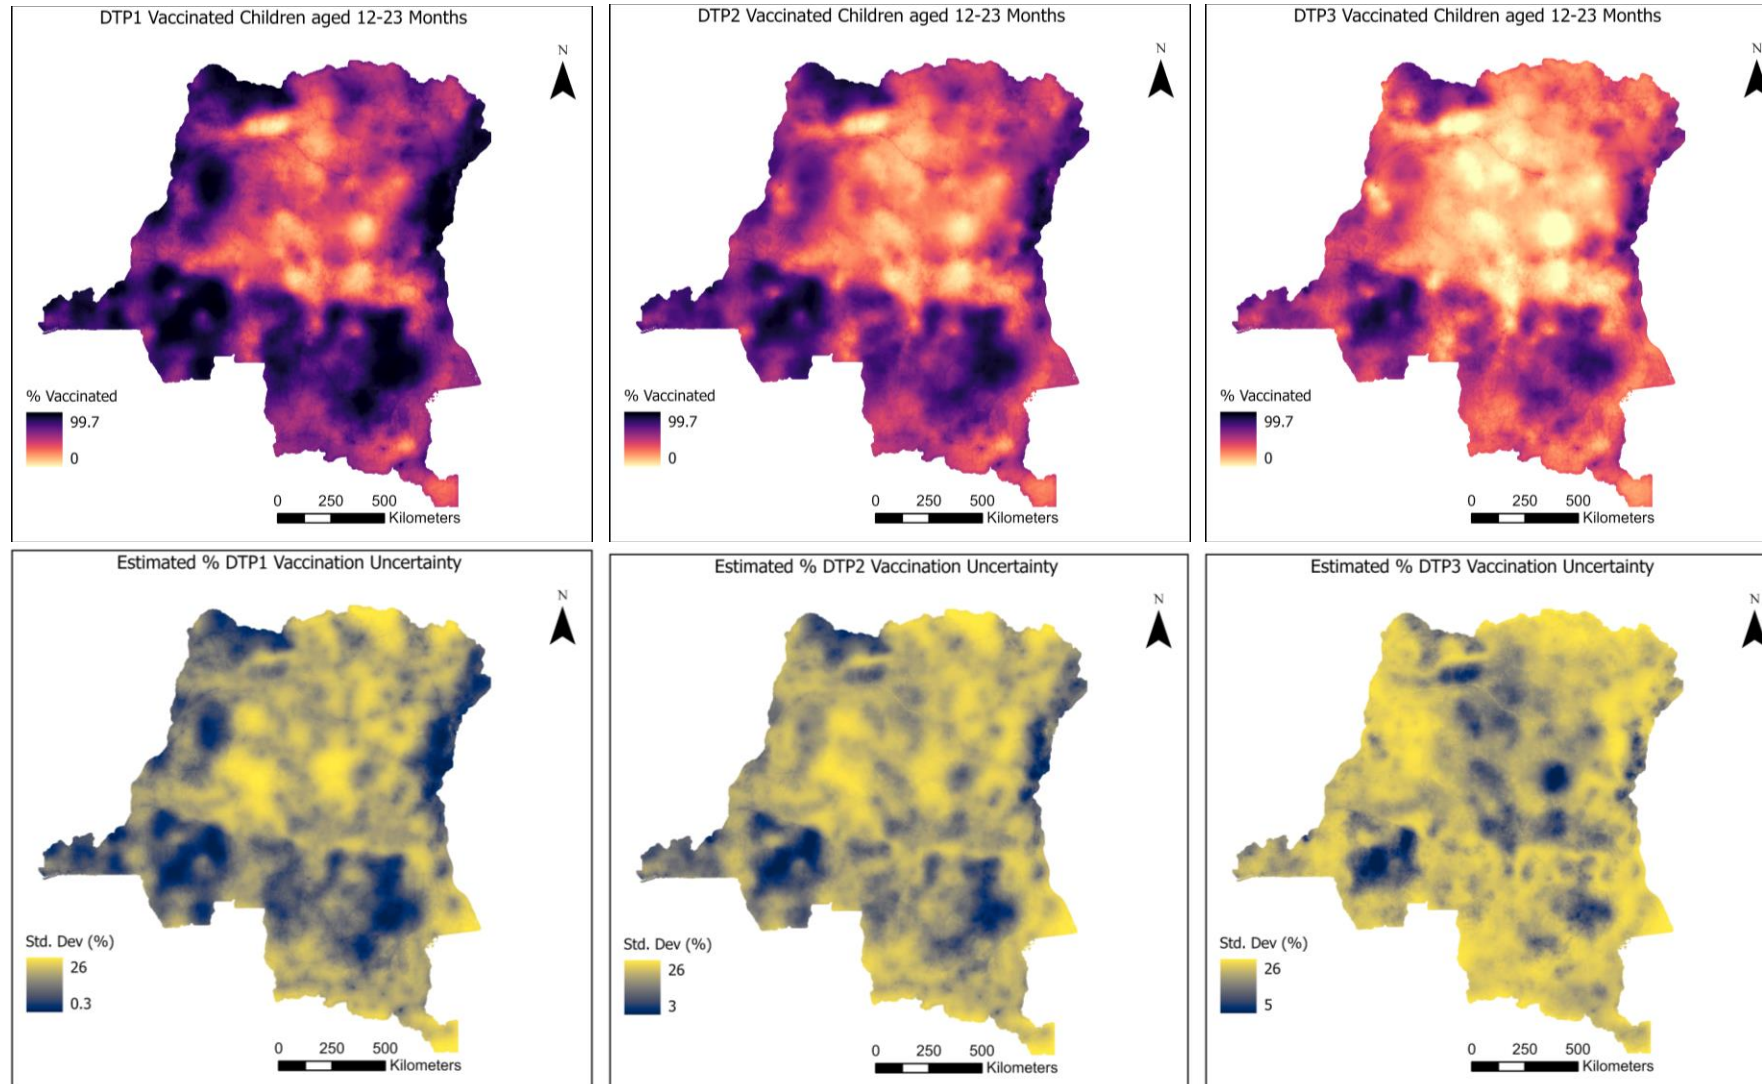 DTP1 Vaccinated Children aged 12-23 Months
N
% Vaccinated
99.7
0
0 250 500
Kilometers
DTP2 Vaccinated Children aged 12-23 Months
N
% Vaccinated
99.7
0
0 250 500
Kilometers
DTP3 Vaccinated Children aged 12-23 Months
N
% Vaccinated
99.7
0
0 250 500
Kilometers
Estimated % DTP1 Vaccination Uncertainty
N
Std. Dev (%)
26
0.3
0 250 500
Kilometers
Estimated % DTP2 Vaccination Uncertainty
N
Std. Dev (%)
26
3
0 250 500
Kilometers
Estimated % DTP3 Vaccination Uncertainty
N
Std. Dev (%)
26
5
0 250 500
Kilometers